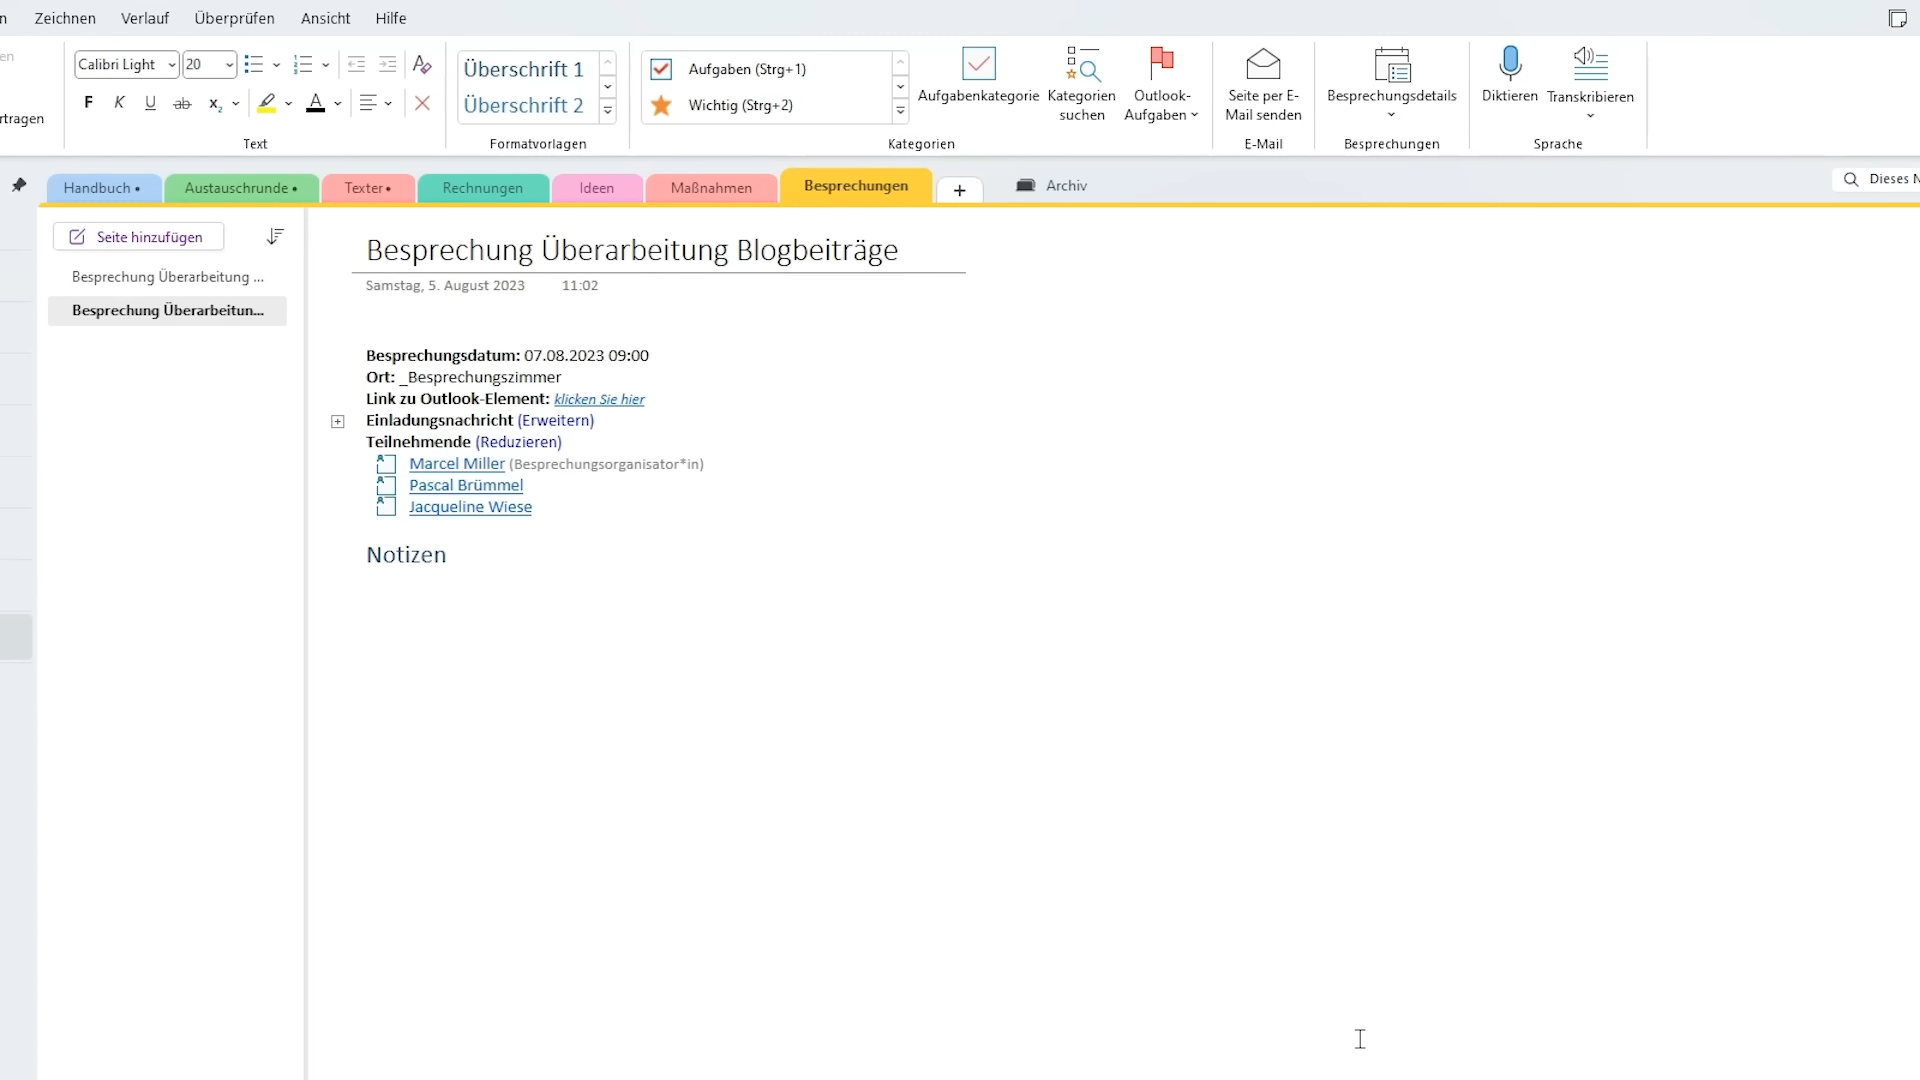 n Zeichnen Verlauf Überprüfen Ansicht Hilfe
en
rtragen
Calibri Light 20
F K U ab x₂ A
Text
Überschrift 1
Überschrift 2
Formatvorlagen
Aufgaben (Strg+1)
Wichtig (Strg+2)
Aufgabenkategorie
Kategorien
suchen
Outlook-
Aufgaben
Kategorien
Seite per E-
Mail senden
E-Mail
Besprechungsdetails
Besprechungen
Diktieren
Transkribieren
Sprache
Handbuch • Austauschrunde • Texter • Rechnungen Ideen Maßnahmen Besprechungen + Archiv
Dieses N
Seite hinzufügen
Besprechung Überarbeitung ...
Besprechung Überarbeitun...
Besprechung Überarbeitung Blogbeiträge
Samstag, 5. August 2023 11:02
Besprechungsdatum: 07.08.2023 09:00
Ort: _Besprechungszimmer
Link zu Outlook-Element: klicken Sie hier
Einladungsnachricht (Erweitern)
Teilnehmende (Reduzieren)
Marcel Miller (Besprechungsorganisator*in)
Pascal Brümmel
Jacqueline Wiese
Notizen